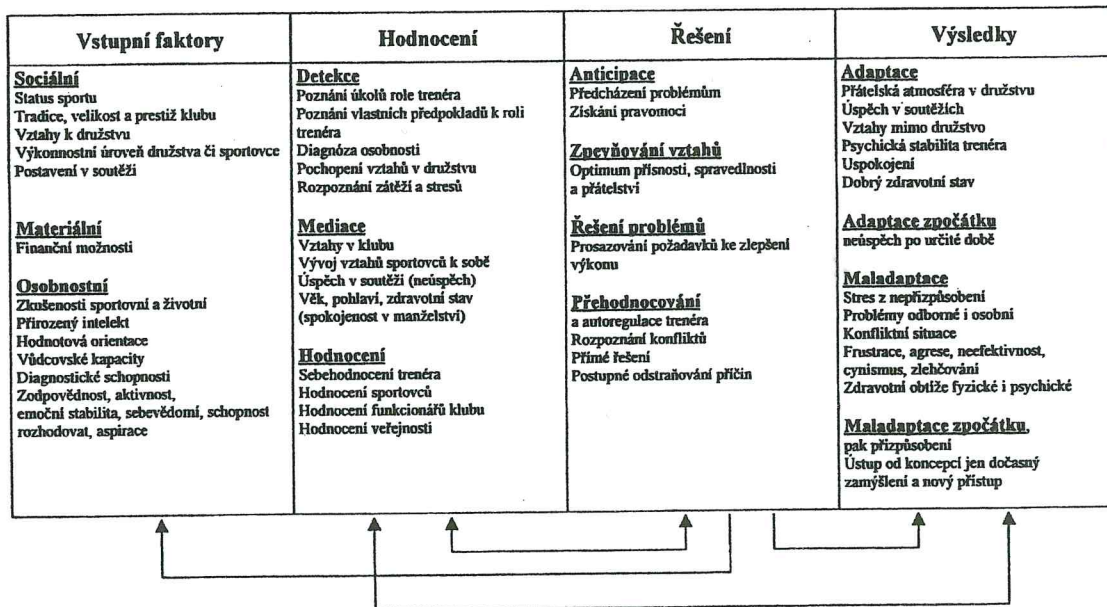 Vstupní faktory
Sociální
Status sportu
Tradice, velikost a prestiž klubu
Vztahy k družstvu
Výkonnostní úroveň družstva či sportovce
Postavení v soutěži
Materiální
Finanční možnosti
Osobnostní
Zkušenosti sportovní a životní
Přirozený intelekt
Hodnotová orientace
Vůdcovské kapacity
Diagnostické schopnosti
Zodpovědnost, aktivnost,
emoční stabilita, sebevědomí, schopnost
rozhodovat, aspirace
Hodnocení
Detekce
Poznání úkolů role trenéra
Poznání vlastních předpokladů k roli
trenéra
Diagnóza osobnosti
Pochopení vztahů v družstvu
Rozpoznání zátěží a stresů
Mediace
Vztahy v klubu
Vývoj vztahů sportovců k sobě
Úspěch v soutěži (neúspěch)
Věk, pohlaví, zdravotní stav
(spokojenost v manželství)
Hodnocení
Sebehodnocení trenéra
Hodnocení sportovců
Hodnocení funkcionářů klubu
Hodnocení veřejnosti
Řešení
Anticipace
Předcházení problémům
Získání pravomoci
Zpevňování vztahů
Optimum přísnosti, spravedlnosti
a přátelství
Řešení problémů
Prosazování požadavků ke zlepšení
výkonu
Přehodnocování
a autoregulace trenéra
Rozpoznání konfliktů
Přímé řešení
Postupné odstraňování příčin
Výsledky
Adaptace
Přátelská atmosféra v družstvu
Úspěch v soutěžích
Vztahy mimo družstvo
Psychická stabilita trenéra
Uspokojení
Dobrý zdravotní stav
Adaptace zpočátku
neúspěch po určité době
Maladaptace
Stres z nepřizpůsobení
Problémy odborné i osobní
Konfliktní situace
Frustrace, agrese, neefektivnost,
cynismus, zlehčování
Zdravotní obtíže fyzické i psychické
Maladaptace zpočátku,
pak přizpůsobení
Ústup od koncepcí jen dočasný
zamýšlení a nový přístup